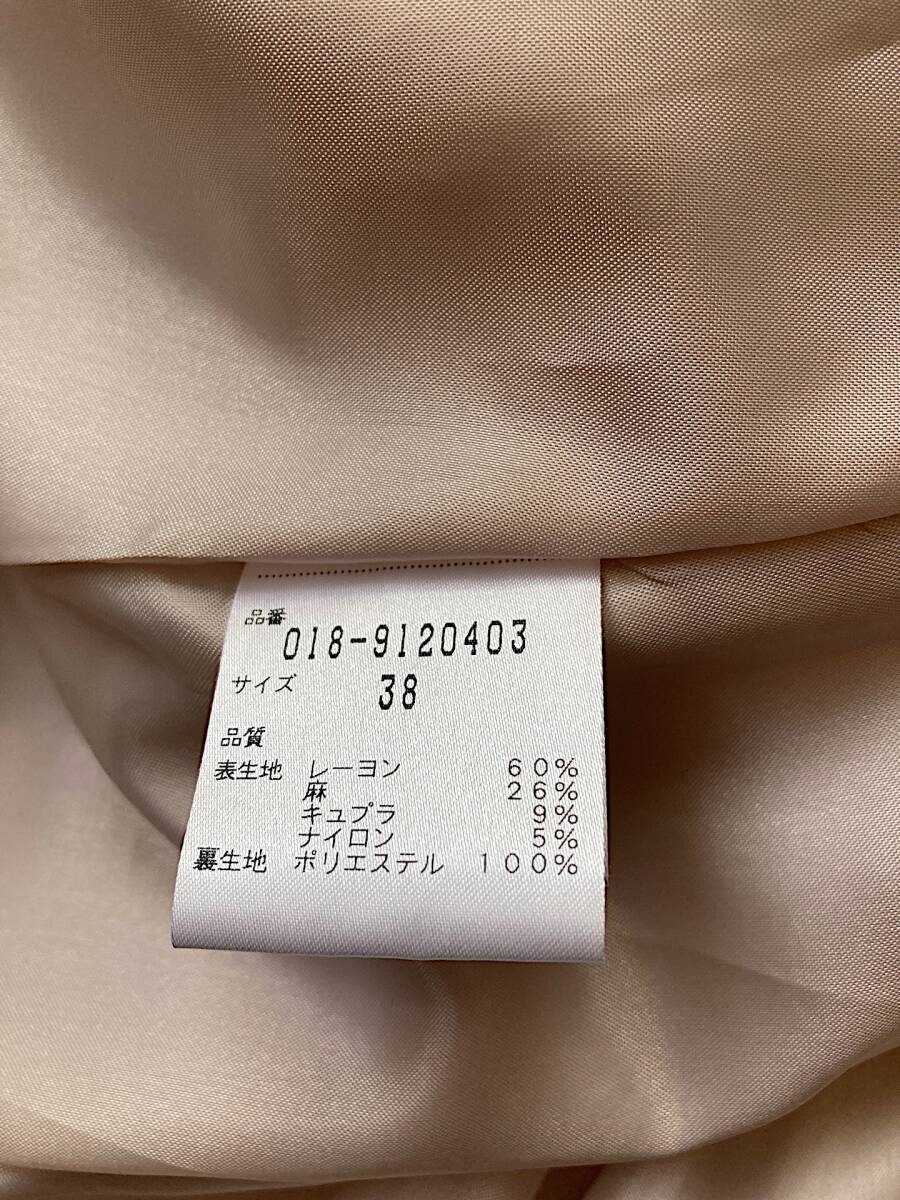 品番
018-9120403
サイズ 38
品質
表生地 レーヨン 60%
麻 26%
キュプラ 9%
ナイロン 5%
裏生地 ポリエステル 100%